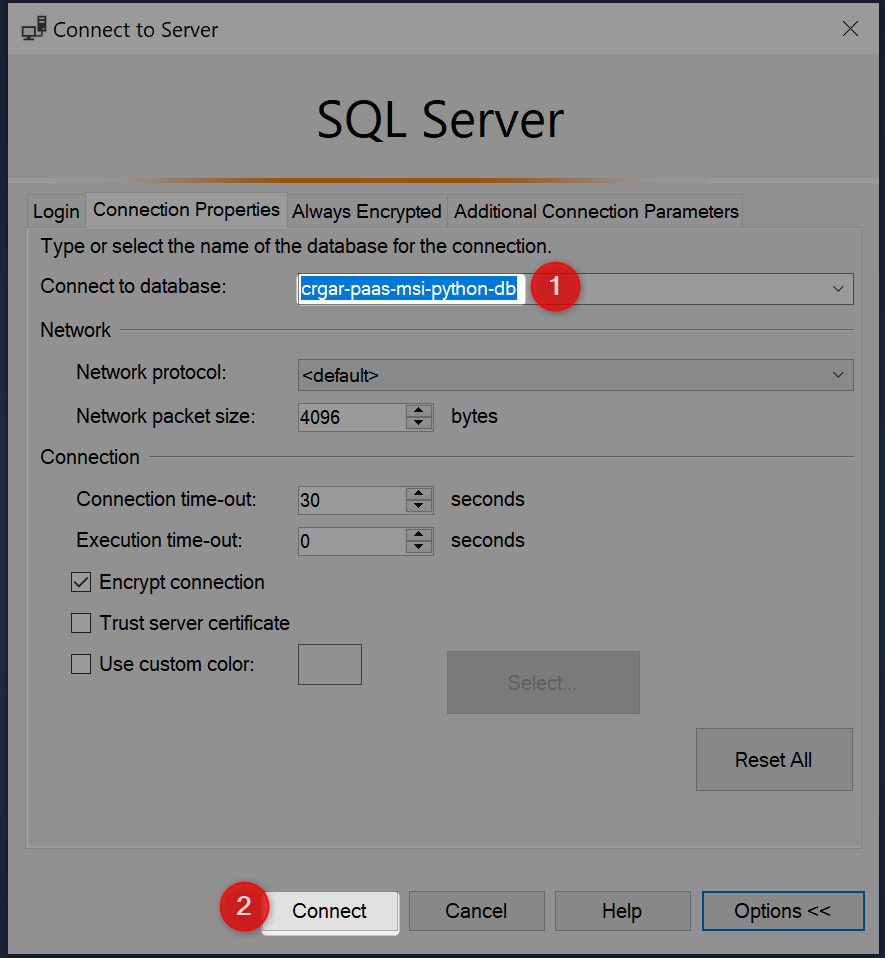 Connect to Server
SQL Server
Login Connection Properties Always Encrypted Additional Connection Parameters
Type or select the name of the database for the connection.
Connect to database: crgar-paas-msi-python-db 1
Network
Network protocol: <default>
Network packet size: 4096 bytes
Connection
Connection time-out: 30 seconds
Execution time-out: 0 seconds
Encrypt connection
Trust server certificate
Use custom color:
Select...
Reset All
2 Connect Cancel Help Options <<